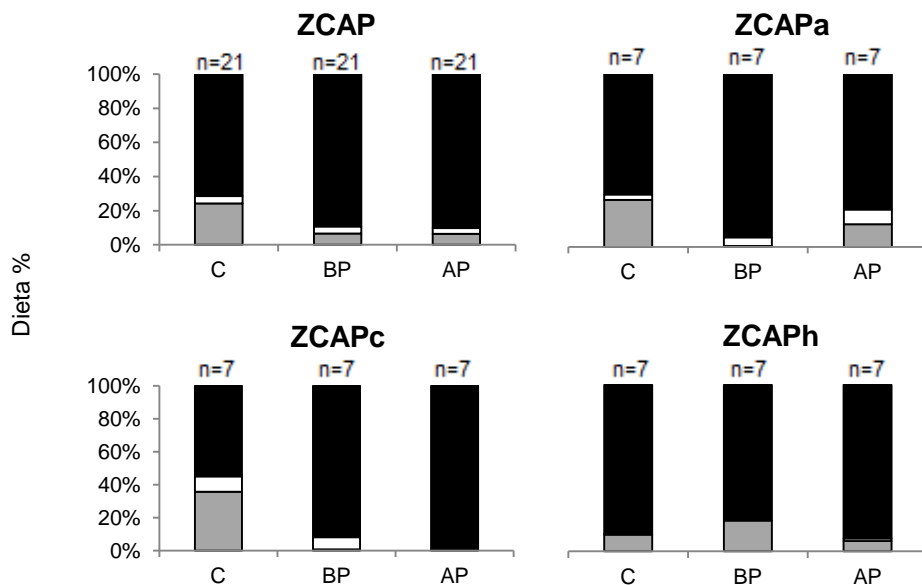 ZCAP
n=21 n=21 n=21
100%
80%
60%
40%
20%
0%
C BP AP
ZCAPa
n=7 n=7 n=7
C BP AP
Dieta %
ZCAPc
n=7 n=7 n=7
100%
80%
60%
40%
20%
0%
C BP AP
ZCAPh
n=7 n=7 n=7
C BP AP